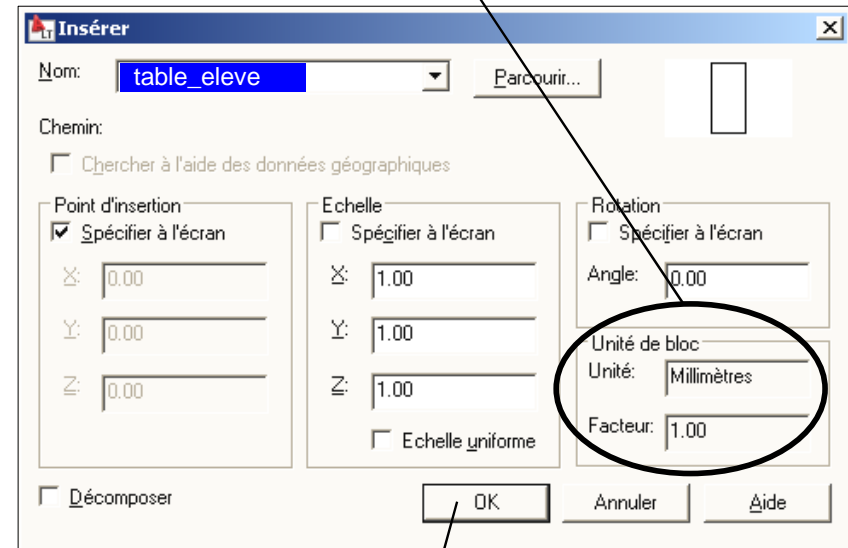 Insérer
Nom: table_eleve Parcourir...
Chemin:
Chercher à l'aide des données géographiques
Point d'insertion
Spécifier à l'écran
X: 0.00
Y: 0.00
Z: 0.00
Echelle
Spécifier à l'écran
X: 1.00
Y: 1.00
Z: 1.00
Echelle uniforme
Rotation
Spécifier à l'écran
Angle: 0.00
Unité de bloc
Unité: Millimètres
Facteur: 1.00
Décomposer
OK Annuler Aide